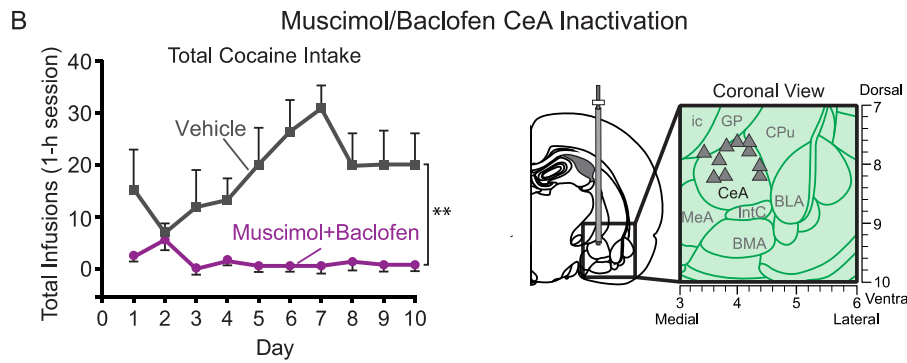 B
Muscimol/Baclofen CeA Inactivation
Total Cocaine Intake
Total Infusions (1-h session)
40
30
20
10
0
Vehicle
Muscimol+Baclofen
**
0 1 2 3 4 5 6 7 8 9 10
Day
Coronal View
Dorsal
ic GP CPu
CeA
BLA
MeA IntC
BMA
7
8
9
10
Ventra
3 4 5 6
Medial Lateral